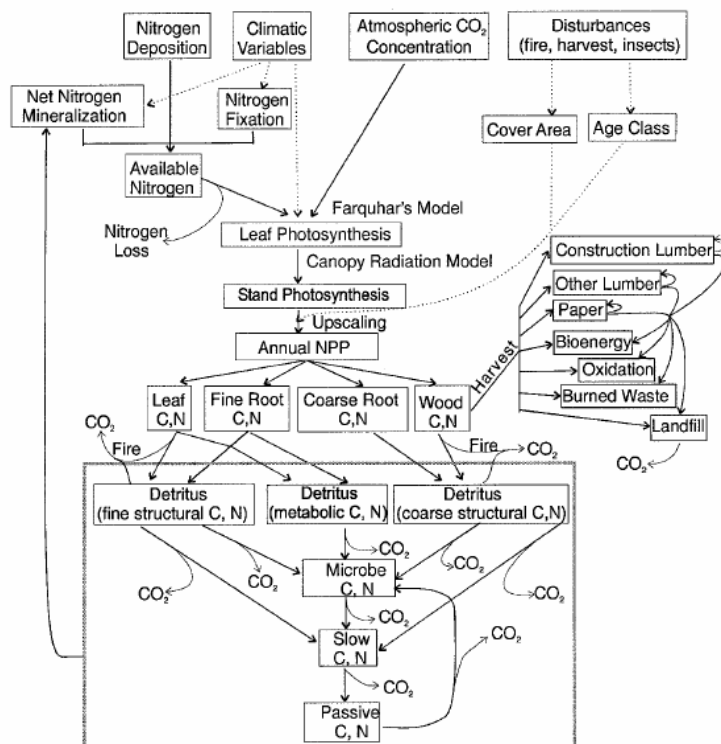 Nitrogen
Deposition
Climatic
Variables
Atmospheric CO₂
Concentration
Disturbances
(fire, harvest, insects)
Net Nitrogen
Mineralization
Nitrogen
Fixation
Cover Area
Age Class
Available
Nitrogen
Nitrogen
Loss
Farquhar's Model
Leaf Photosynthesis
Canopy Radiation Model
Stand Photosynthesis
Upscaling
Annual NPP
Harvest
Construction Lumber
Other Lumber
Paper
Bioenergy
Oxidation
Burned Waste
Landfill
CO₂
Leaf
C,N
Fine Root
C,N
Coarse Root
C,N
Wood
C,N
CO₂
Fire
Fire
CO₂
Detritus
(fine structural C, N)
Detritus
(metabolic C, N)
Detritus
(coarse structural C,N)
CO₂
CO₂
CO₂
CO₂
CO₂
Microbe
C, N
CO₂
Slow
C, N
CO₂
CO₂
Passive
C, N